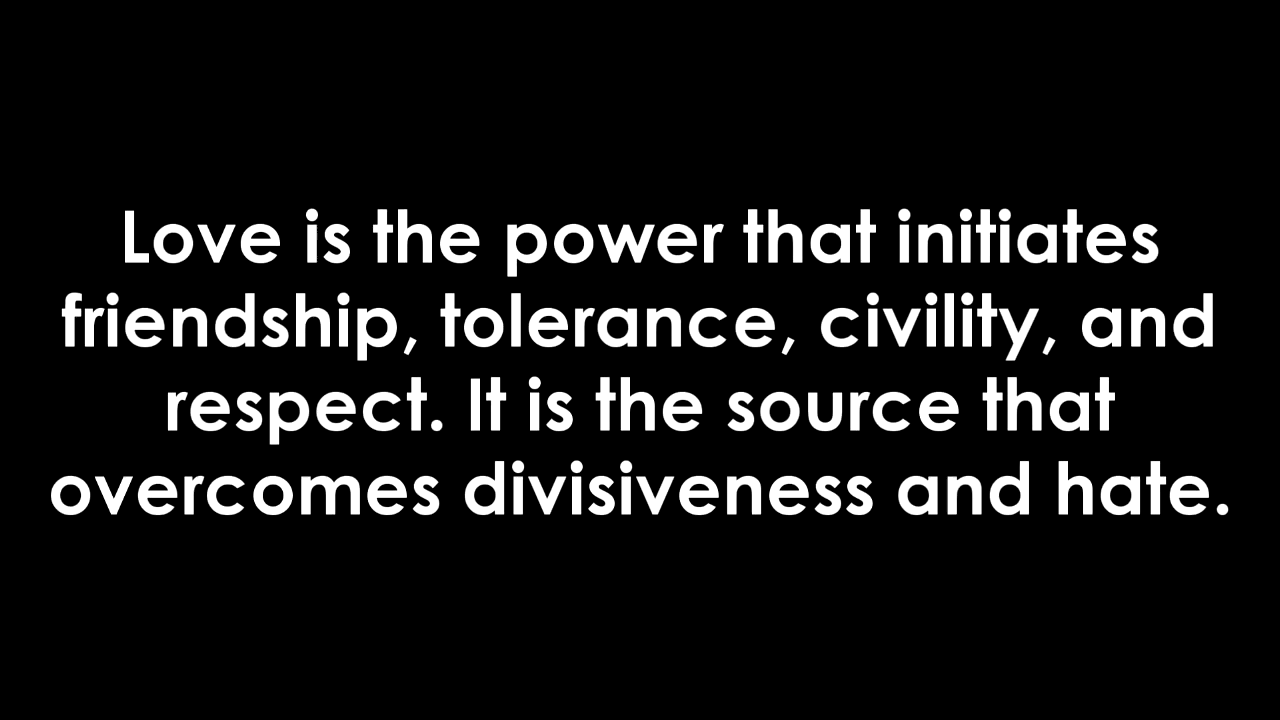 Love is the power that initiates
friendship, tolerance, civility, and
respect. It is the source that
overcomes divisiveness and hate.